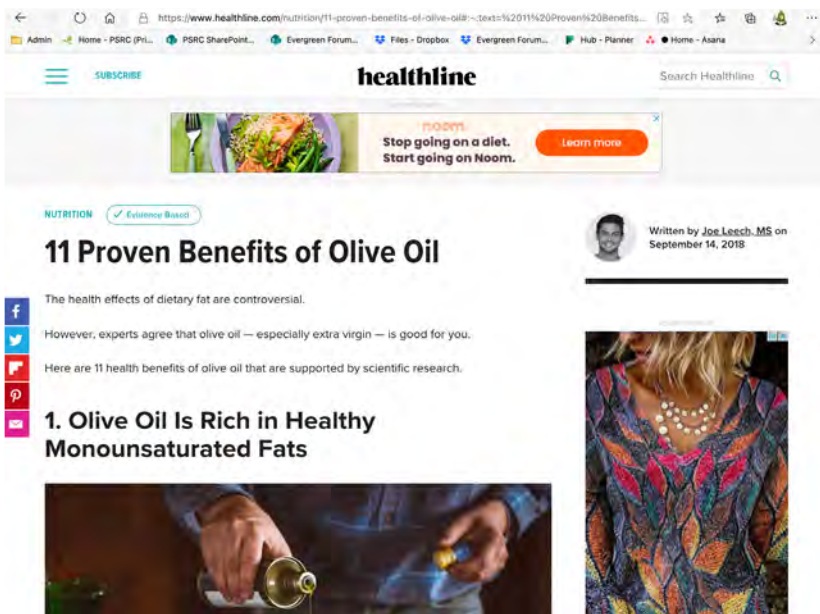 https://www.healthline.com/nutrition/11-proven-benefits-of-olive-oil#:~:text=%2011%20Proven%20Benefits...
Admin Home - PSRC (Pri... PSRC SharePoint... Evergreen Forum... Files - Dropbox Evergreen Forum... Hub - Planner Home - Asana
SUBSCRIBE healthline Search Healthline
noom
Stop going on a diet.
Start going on Noom.
Learn more
NUTRITION Evidence Based
11 Proven Benefits of Olive Oil
Written by Joe Leech, MS on
September 14, 2018
The health effects of dietary fat are controversial.
However, experts agree that olive oil — especially extra virgin — is good for you.
Here are 11 health benefits of olive oil that are supported by scientific research.
1. Olive Oil Is Rich in Healthy
Monounsaturated Fats